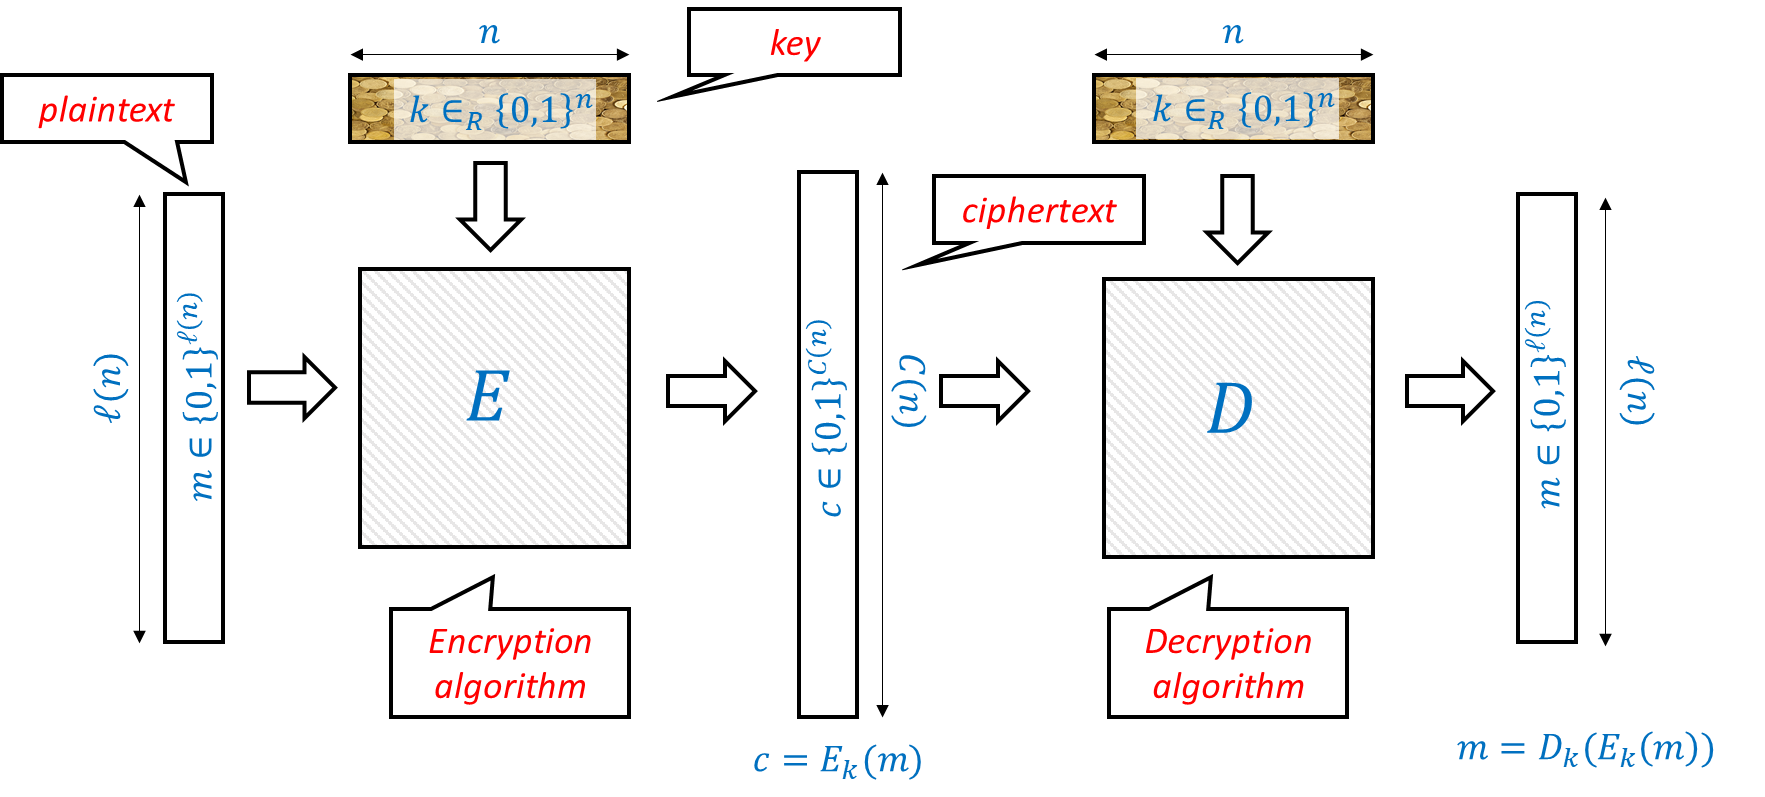 plaintext
n
k ∈_R {0,1}^n
key
ℓ(n)
m ∈ {0,1}^ℓ(n)
E
Encryption
algorithm
c ∈ {0,1}^C(n)
C(n)
ciphertext
c = E_k(m)
n
k ∈_R {0,1}^n
D
Decryption
algorithm
m ∈ {0,1}^ℓ(n)
ℓ(n)
m = D_k(E_k(m))